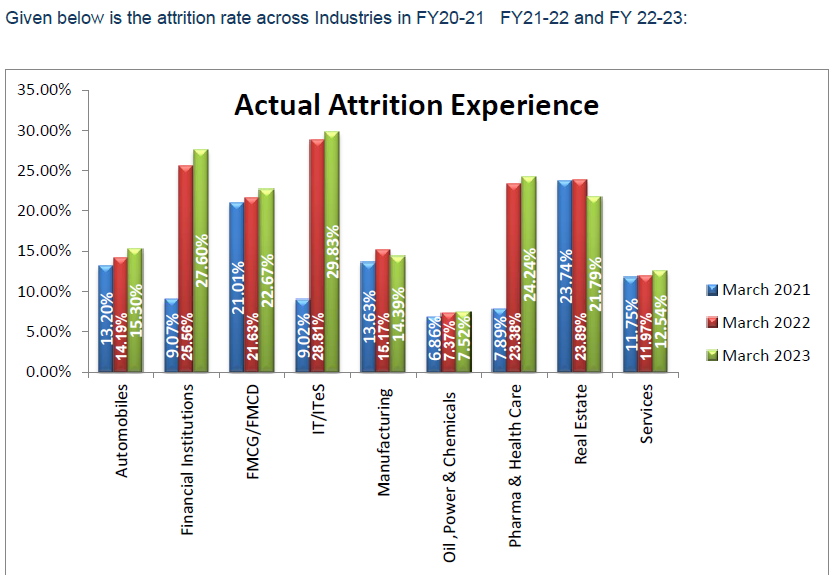 Given below is the attrition rate across Industries in FY20-21 FY21-22 and FY 22-23:
Actual Attrition Experience
35.00%
30.00%
25.00%
20.00%
15.00%
10.00%
5.00%
0.00%
13.20%
14.19%
15.30%
9.07%
25.56%
27.60%
21.01%
21.63%
22.67%
9.02%
28.81%
29.83%
13.63%
15.17%
14.39%
6.86%
7.37%
7.52%
7.89%
23.38%
24.24%
23.74%
23.89%
21.79%
11.75%
11.97%
12.54%
Automobiles
Financial Institutions
FMCG/FMCD
IT/ITeS
Manufacturing
Oil ,Power & Chemicals
Pharma & Health Care
Real Estate
Services
March 2021
March 2022
March 2023